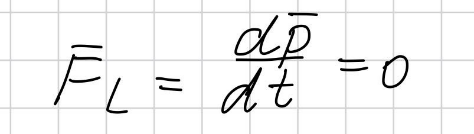 F̅_L = dp̅/dt = 0